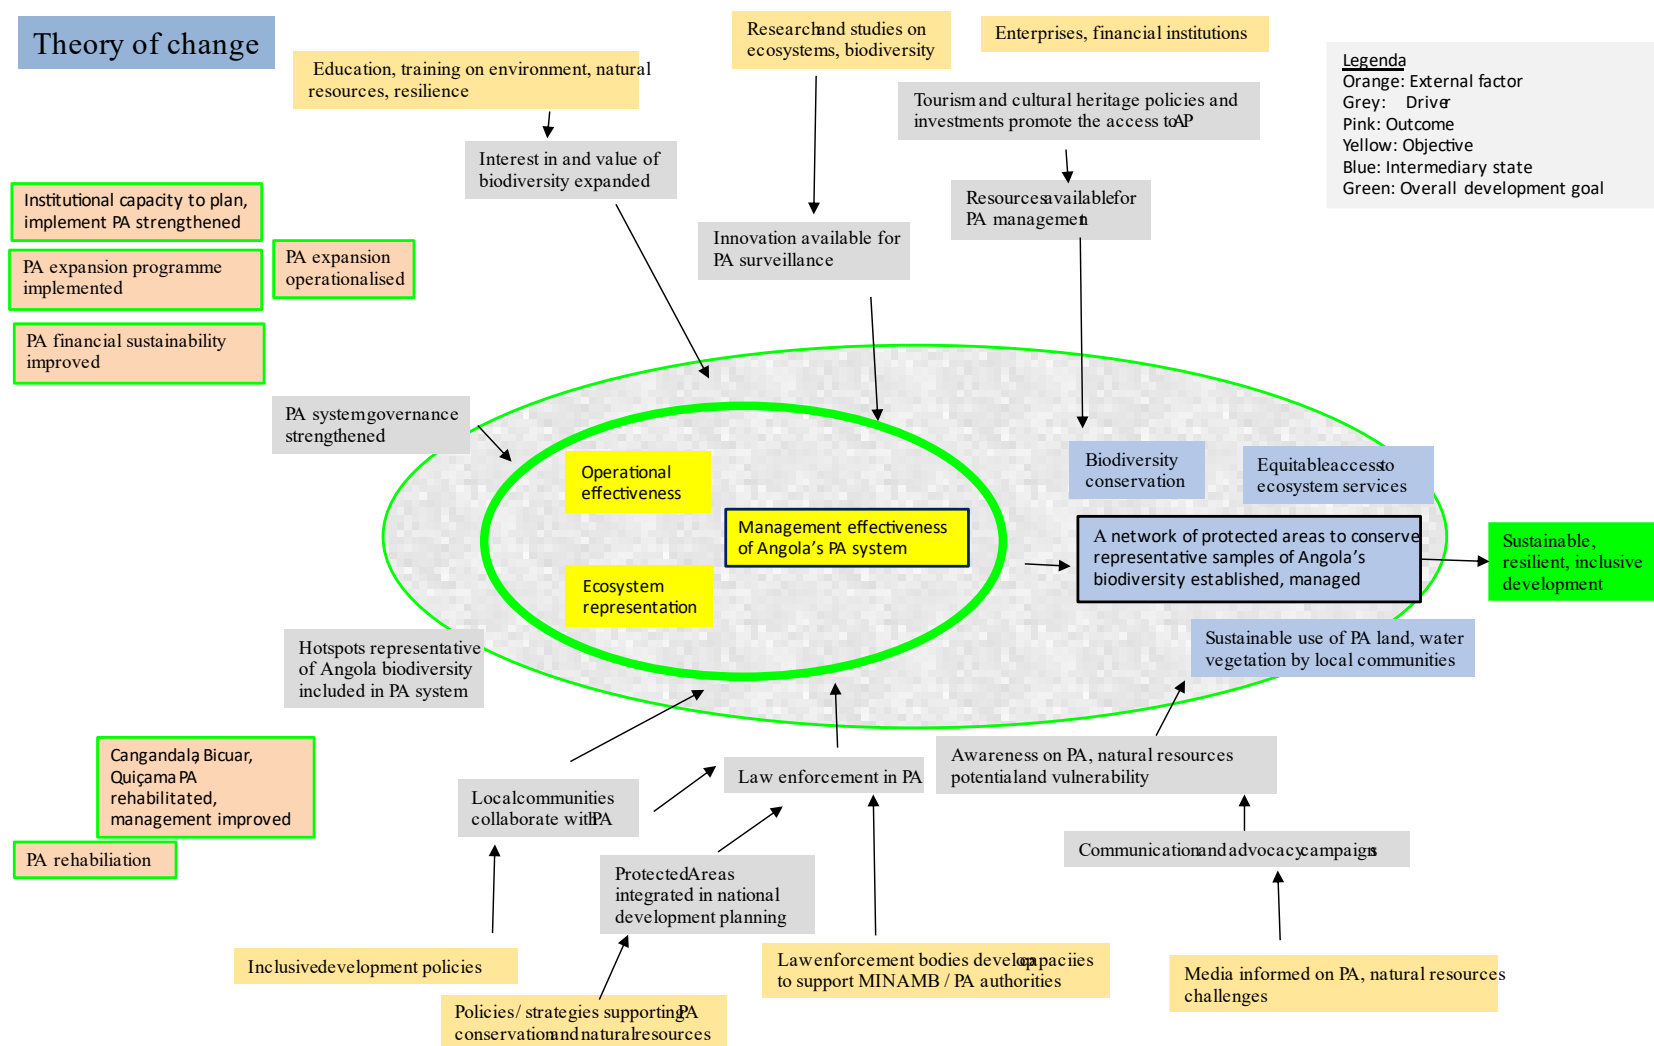 Theory of change
Education, training on environment, natural
resources, resilience
Research and studies on
ecosystems, biodiversity
Enterprises, financial institutions
Legenda
Orange: External factor
Grey: Driver
Pink: Outcome
Yellow: Objective
Blue: Intermediary state
Green: Overall development goal
Tourism and cultural heritage policies and
investments promote the access to AP
Interest in and value of
biodiversity expanded
Resources available for
PA management
Institutional capacity to plan,
implement PA strengthened
PA expansion programme
implemented
PA expansion
operationalised
Innovation available for
PA surveillance
PA financial sustainability
improved
PA system governance
strengthened
Operational
effectiveness
Management effectiveness
of Angola’s PA system
Ecosystem
representation
Biodiversity
conservation
Equitable access to
ecosystem services
A network of protected areas to conserve
representative samples of Angola’s
biodiversity established, managed
Sustainable,
resilient, inclusive
development
Sustainable use of PA land, water
vegetation by local communities
Hotspots representative
of Angola biodiversity
included in PA system
Cangandala, Bicuar,
Quiçama PA
rehabilitated,
management improved
PA rehabiliation
Local communities
collaborate with PA
Law enforcement in PA
Awareness on PA, natural resources
potential and vulnerability
Communication and advocacy campaigns
Protected Areas
integrated in national
development planning
Inclusive development policies
Policies / strategies supporting PA
conservation and natural resources
Law enforcement bodies develop capaciies
to support MINAMB / PA authorities
Media informed on PA, natural resources
challenges